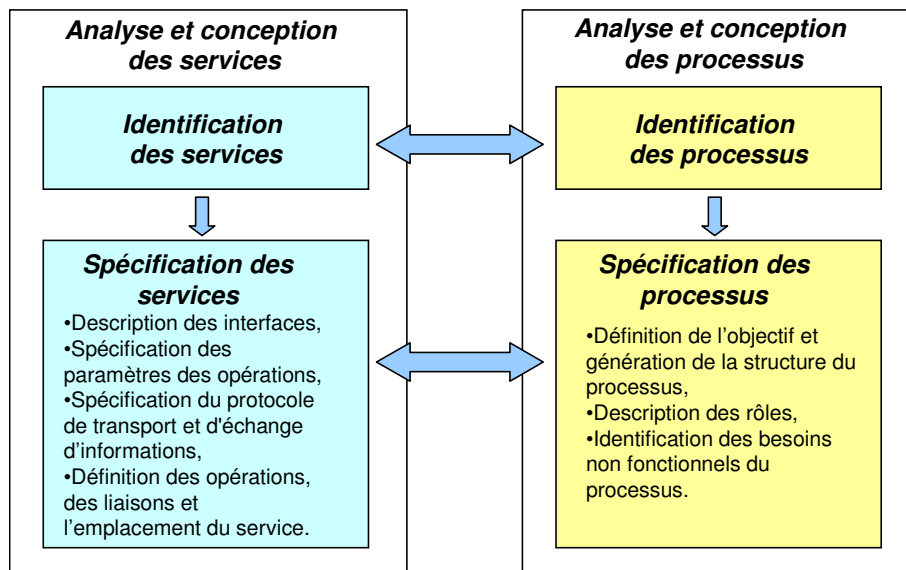 Analyse et conception
des services
Identification
des services
Spécification des
services
•Description des interfaces,
•Spécification des
paramètres des opérations,
•Spécification du protocole
de transport et d'échange
d’informations,
•Définition des opérations,
des liaisons et
l’emplacement du service.
Analyse et conception
des processus
Identification
des processus
Spécification des
processus
•Définition de l’objectif et
génération de la structure du
processus,
•Description des rôles,
•Identification des besoins
non fonctionnels du
processus.